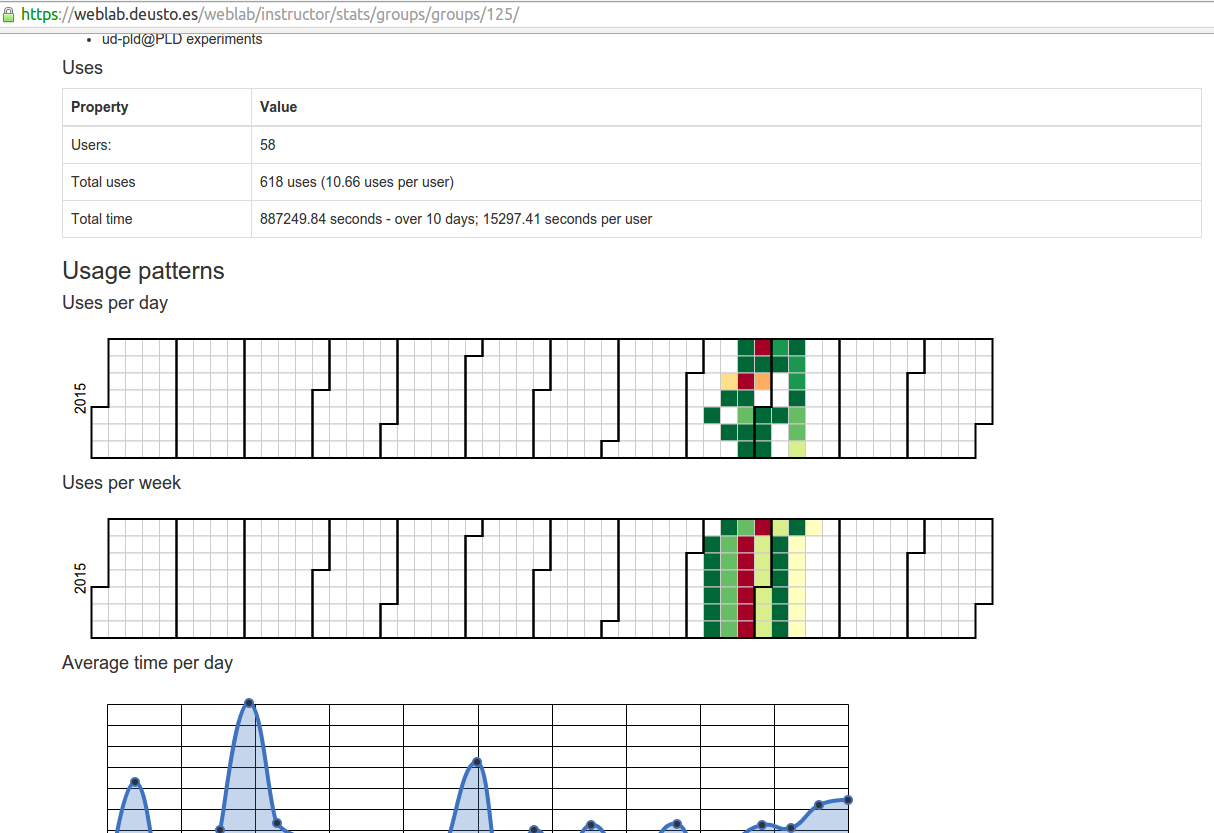 https://weblab.deusto.es/weblab/instructor/stats/groups/groups/125/
• ud-pld@PLD experiments
Uses
Property Value
Users: 58
Total uses 618 uses (10.66 uses per user)
Total time 887249.84 seconds - over 10 days; 15297.41 seconds per user
Usage patterns
Uses per day
2015
Uses per week
2015
Average time per day